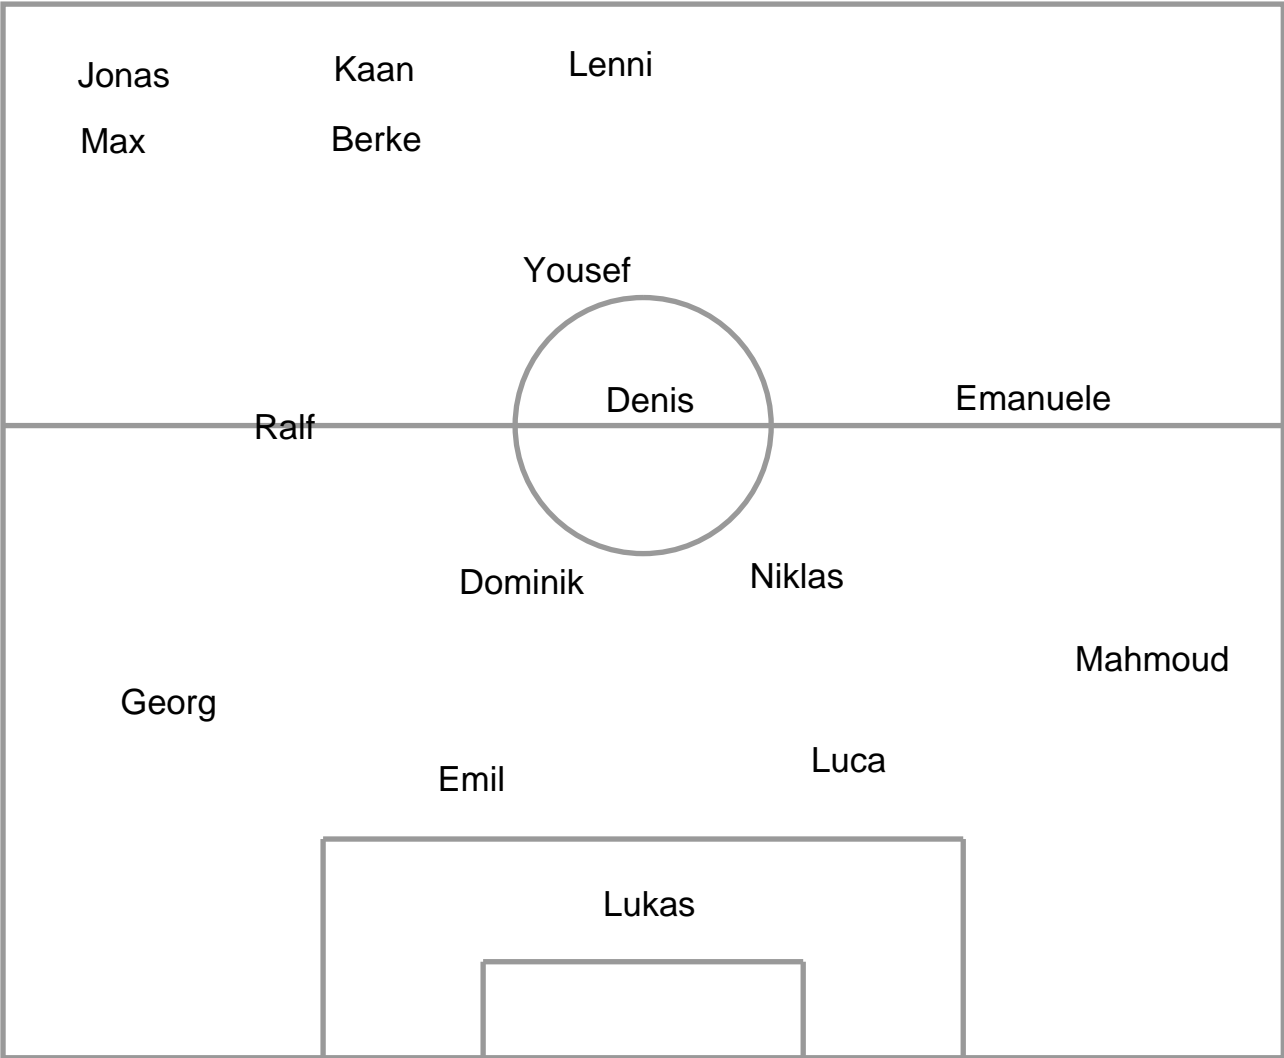 Jonas Kaan Lenni
Max Berke
Yousef
Denis Emanuele
Ralf
Dominik Niklas
Mahmoud
Georg
Luca
Emil
Lukas